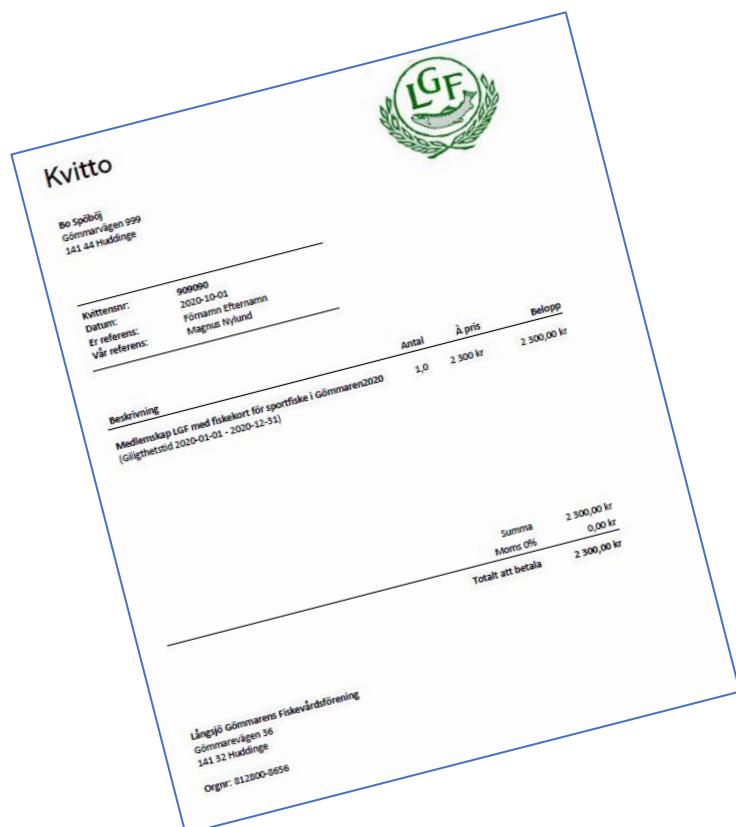 LGF
Kvitto
Bo Spöböj
Gömmarvägen 999
141 44 Huddinge
Kvittensnr: 909090
Datum: 2020-10-01
Er referens: Förnamn Efternamn
Vår referens: Magnus Nylund
Beskrivning Antal À pris Belopp
Medlemskap LGF med fiskekort för sportfiske i Gömmaren2020 1,0 2 300 kr 2 300,00 kr
(Giligthetstid 2020-01-01 - 2020-12-31)
Summa 2 300,00 kr
Moms 0% 0,00 kr
Totalt att betala 2 300,00 kr
Långsjö Gömmarens Fiskevårdsförening
Gömmarevägen 36
141 32 Huddinge
Orgnr: 812800-8656